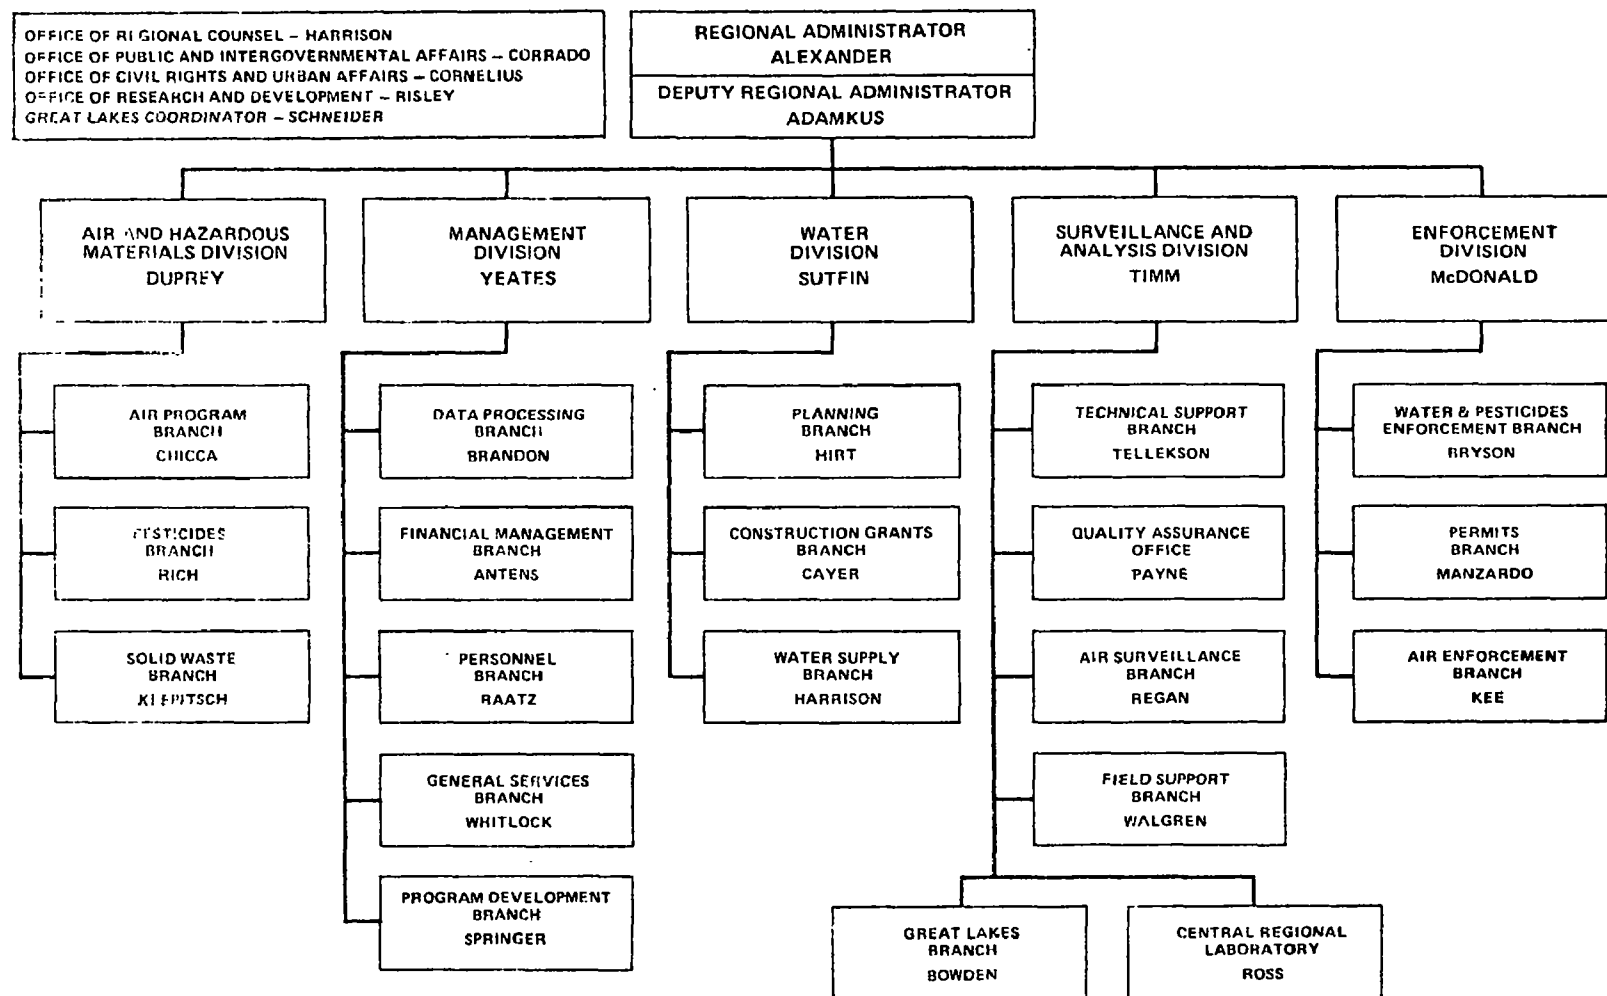 OFFICE OF REGIONAL COUNSEL – HARRISON
OFFICE OF PUBLIC AND INTERGOVERNMENTAL AFFAIRS – CORRADO
OFFICE OF CIVIL RIGHTS AND URBAN AFFAIRS – CORNELIUS
OFFICE OF RESEARCH AND DEVELOPMENT – RISLEY
GREAT LAKES COORDINATOR – SCHNEIDER
REGIONAL ADMINISTRATOR
ALEXANDER
DEPUTY REGIONAL ADMINISTRATOR
ADAMKUS
AIR AND HAZARDOUS
MATERIALS DIVISION
DUPREY
MANAGEMENT
DIVISION
YEATES
WATER
DIVISION
SUTFIN
SURVEILLANCE AND
ANALYSIS DIVISION
TIMM
ENFORCEMENT
DIVISION
McDONALD
AIR PROGRAM
BRANCH
CHICCA
PESTICIDES
BRANCH
RICH
SOLID WASTE
BRANCH
KLEPITSCH
DATA PROCESSING
BRANCH
BRANDON
FINANCIAL MANAGEMENT
BRANCH
ANTENS
PERSONNEL
BRANCH
RAATZ
GENERAL SERVICES
BRANCH
WHITLOCK
PROGRAM DEVELOPMENT
BRANCH
SPRINGER
PLANNING
BRANCH
HIRT
CONSTRUCTION GRANTS
BRANCH
CAYER
WATER SUPPLY
BRANCH
HARRISON
TECHNICAL SUPPORT
BRANCH
TELLEKSON
QUALITY ASSURANCE
OFFICE
PAYNE
AIR SURVEILLANCE
BRANCH
REGAN
FIELD SUPPORT
BRANCH
WALGREN
GREAT LAKES
BRANCH
BOWDEN
CENTRAL REGIONAL
LABORATORY
ROSS
WATER & PESTICIDES
ENFORCEMENT BRANCH
BRYSON
PERMITS
BRANCH
MANZARDO
AIR ENFORCEMENT
BRANCH
KEE